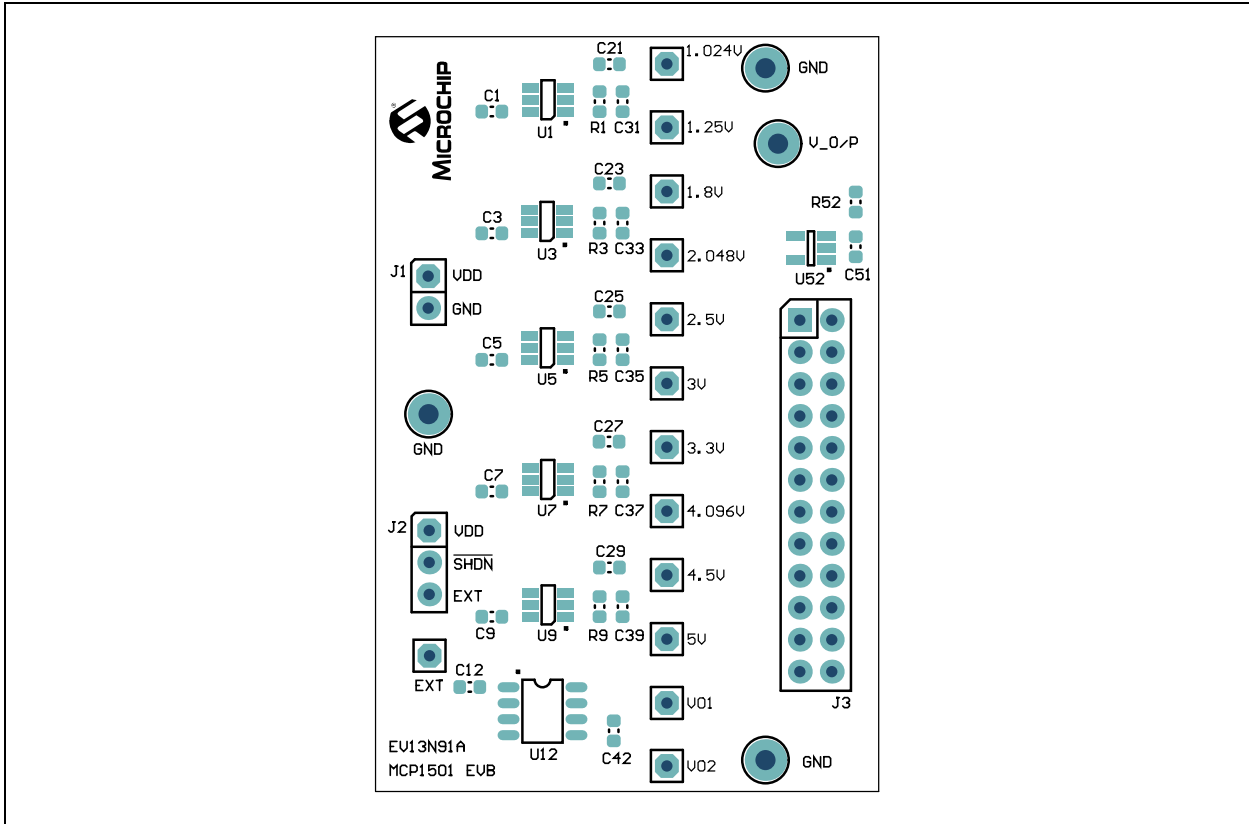 C21
1.024V
GND
C1
®
MICROCHIP
U1
R1
C31
1.25V
V_O/P
C23
1.8V
R52
C3
U3
R3
C33
2.048V
U52
C51
J1
VDD
GND
C25
2.5V
C5
U5
R5
C35
3V
GND
C27
3.3V
C7
U7
R7
C37
4.096V
J2
VDD
SHDN
EXT
C29
4.5V
C9
U9
R9
C39
5V
EXT
C12
VO1
J3
U12
C42
EV13N91A
MCP1501 EVB
VO2
GND